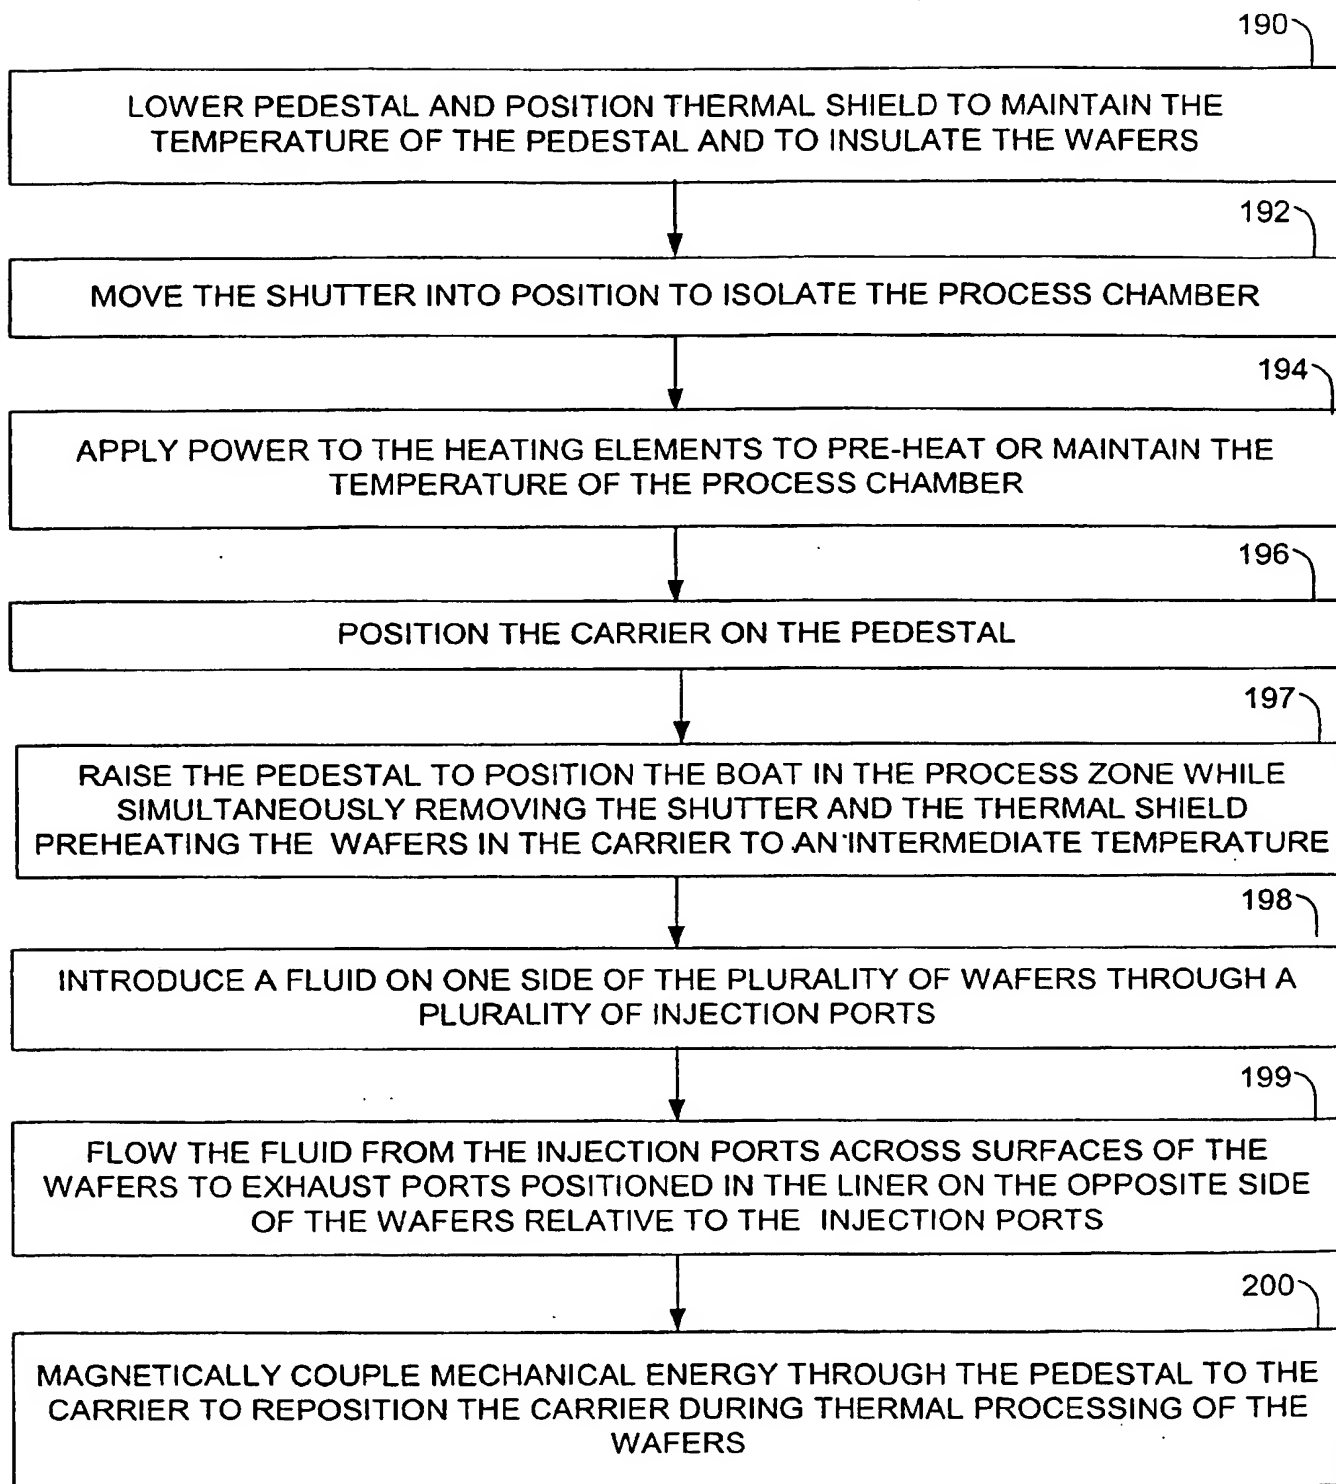 190
LOWER PEDESTAL AND POSITION THERMAL SHIELD TO MAINTAIN THE
TEMPERATURE OF THE PEDESTAL AND TO INSULATE THE WAFERS
192
MOVE THE SHUTTER INTO POSITION TO ISOLATE THE PROCESS CHAMBER
194
APPLY POWER TO THE HEATING ELEMENTS TO PRE-HEAT OR MAINTAIN THE
TEMPERATURE OF THE PROCESS CHAMBER
196
POSITION THE CARRIER ON THE PEDESTAL
197
RAISE THE PEDESTAL TO POSITION THE BOAT IN THE PROCESS ZONE WHILE
SIMULTANEOUSLY REMOVING THE SHUTTER AND THE THERMAL SHIELD
PREHEATING THE WAFERS IN THE CARRIER TO AN INTERMEDIATE TEMPERATURE
198
INTRODUCE A FLUID ON ONE SIDE OF THE PLURALITY OF WAFERS THROUGH A
PLURALITY OF INJECTION PORTS
199
FLOW THE FLUID FROM THE INJECTION PORTS ACROSS SURFACES OF THE
WAFERS TO EXHAUST PORTS POSITIONED IN THE LINER ON THE OPPOSITE SIDE
OF THE WAFERS RELATIVE TO THE INJECTION PORTS
200
MAGNETICALLY COUPLE MECHANICAL ENERGY THROUGH THE PEDESTAL TO THE
CARRIER TO REPOSITION THE CARRIER DURING THERMAL PROCESSING OF THE
WAFERS